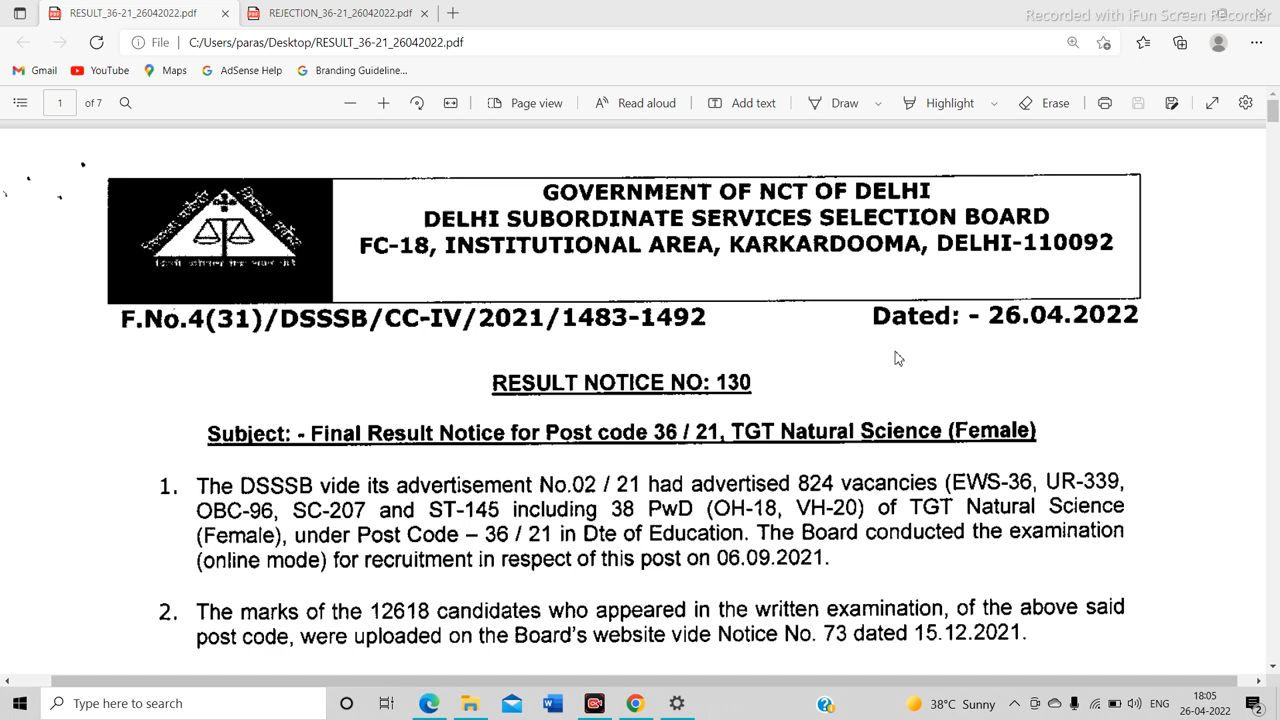 RESULT_36-21_26042022.pdf
REJECTION_36-21_26042022.pdf
Recorded with iFun Screen Recorder
File
C:/Users/paras/Desktop/RESULT_36-21_26042022.pdf
Gmail
YouTube
Maps
AdSense Help
Branding Guideline...
1 of 7
Page view
Read aloud
Add text
Draw
Highlight
Erase
GOVERNMENT OF NCT OF DELHI
DELHI SUBORDINATE SERVICES SELECTION BOARD
FC-18, INSTITUTIONAL AREA, KARKARDOOMA, DELHI-110092
F.No.4(31)/DSSSB/CC-IV/2021/1483-1492
Dated: - 26.04.2022
RESULT NOTICE NO: 130
Subject: - Final Result Notice for Post code 36 / 21, TGT Natural Science (Female)
1. The DSSSB vide its advertisement No.02 / 21 had advertised 824 vacancies (EWS-36, UR-339,
OBC-96, SC-207 and ST-145 including 38 PwD (OH-18, VH-20) of TGT Natural Science
(Female), under Post Code – 36 / 21 in Dte of Education. The Board conducted the examination
(online mode) for recruitment in respect of this post on 06.09.2021.
2. The marks of the 12618 candidates who appeared in the written examination, of the above said
post code, were uploaded on the Board's website vide Notice No. 73 dated 15.12.2021.
Type here to search
38°C Sunny
ENG
18:05
26-04-2022
2